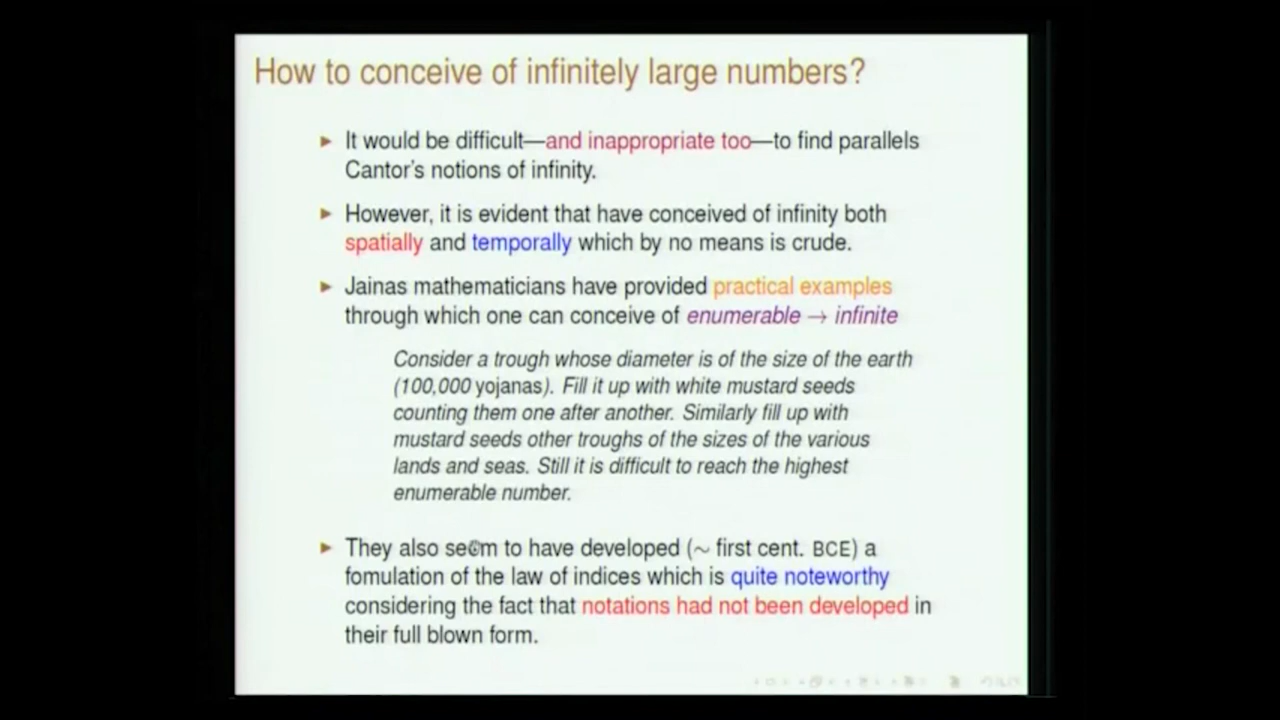 How to conceive of infinitely large numbers?
► It would be difficult—and inappropriate too—to find parallels
Cantor's notions of infinity.
► However, it is evident that have conceived of infinity both
spatially and temporally which by no means is crude.
► Jainas mathematicians have provided practical examples
through which one can conceive of enumerable → infinite
Consider a trough whose diameter is of the size of the earth
(100,000 yojanas). Fill it up with white mustard seeds
counting them one after another. Similarly fill up with
mustard seeds other troughs of the sizes of the various
lands and seas. Still it is difficult to reach the highest
enumerable number.
► They also seem to have developed (∼ first cent. BCE) a
fomulation of the law of indices which is quite noteworthy
considering the fact that notations had not been developed in
their full blown form.